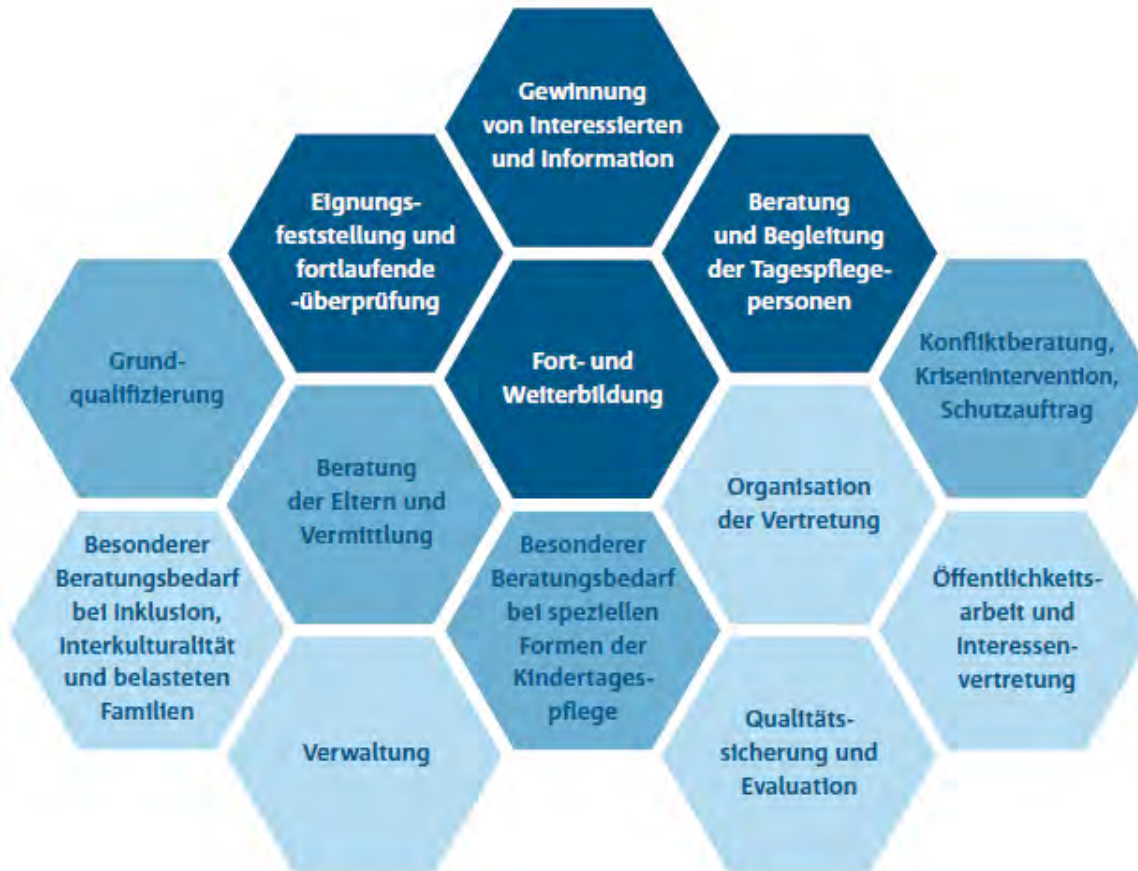 Gewinnung
von Interessierten
und Information
Eignungs-
feststellung und
fortlaufende
-überprüfung
Beratung
und Begleitung
der Tagespflege-
personen
Grund-
qualifizierung
Fort- und
Weiterbildung
Konfliktberatung,
Krisenintervention,
Schutzauftrag
Beratung
der Eltern und
Vermittlung
Organisation
der Vertretung
Besonderer
Beratungsbedarf
bei Inklusion,
Interkulturalität
und belasteten
Familien
Besonderer
Beratungsbedarf
bei speziellen
Formen der
Kindertages-
pflege
Öffentlichkeits-
arbeit und
Interessen-
vertretung
Verwaltung
Qualitäts-
sicherung und
Evaluation